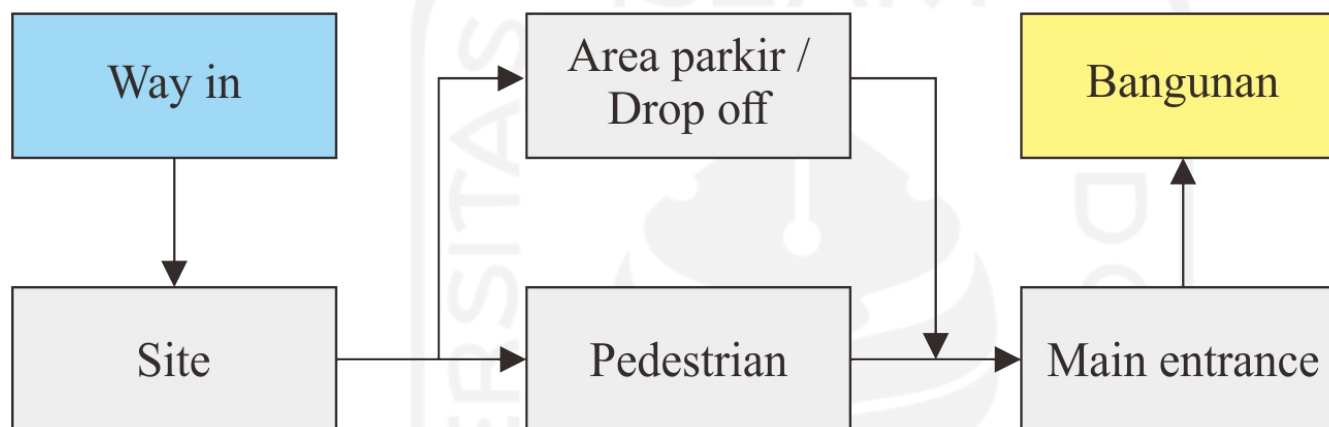 Way in
Area parkir /
Drop off
Bangunan
Site
Pedestrian
Main entrance